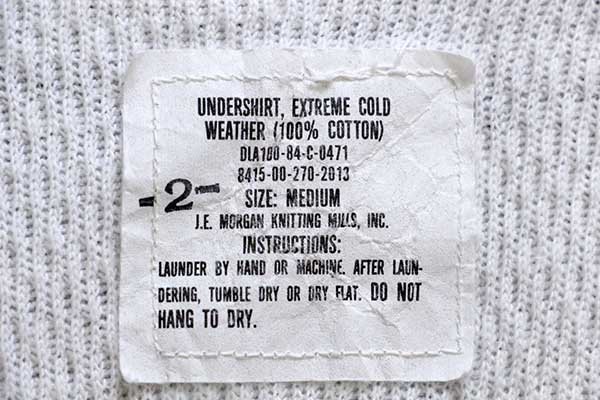 UNDERSHIRT, EXTREME COLD
WEATHER (100% COTTON)
DLA100-84-C-0471
8415-00-270-2013
-2-
SIZE: MEDIUM
J.E. MORGAN KNITTING MILLS, INC.
INSTRUCTIONS:
LAUNDER BY HAND OR MACHINE. AFTER LAUN-
DERING, TUMBLE DRY OR DRY FLAT. DO NOT
HANG TO DRY.